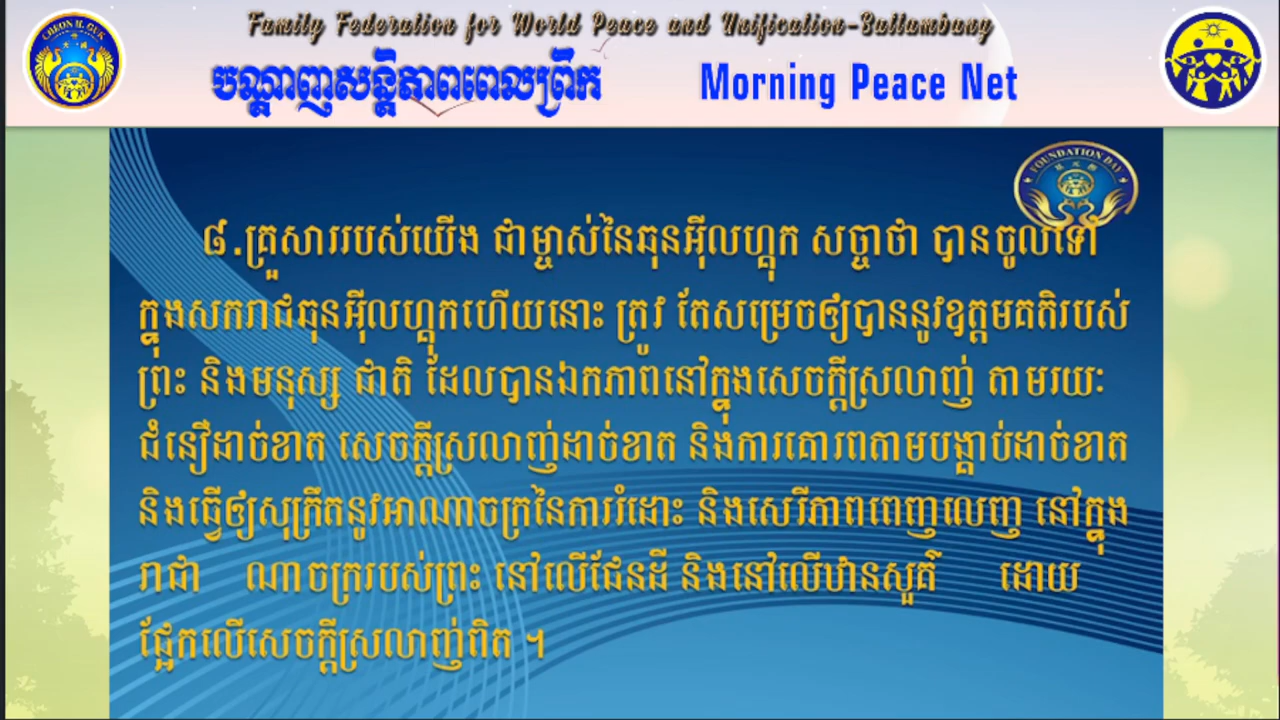 Family Federation for World Peace and Unification-Battambang
បណ្តាញសន្តិភាពពេលព្រឹក
Morning Peace Net
CHEON IL GUK
FOUNDATION DAY
៨.គ្រួសាររបស់យើង ជាម្ចាស់នៃឆុនអ៊ីលហ្គុក សច្ចាថា បានចូលទៅ
ក្នុងសករាជឆុនអ៊ីលហ្គុកហើយនោះ ត្រូវ តែសម្រេចឲ្យបាននូវឧត្តមគតិរបស់
ព្រះ និងមនុស្ស ជាតិ ដែលបានឯកភាពនៅក្នុងសេចក្តីស្រលាញ់ តាមរយៈ
ជំនឿដាច់ខាត សេចក្តីស្រលាញ់ដាច់ខាត និងការគោរពតាមបង្គាប់ដាច់ខាត
និងធ្វើឲ្យសុក្រឹតនូវអាណាចក្រនៃការរំដោះ និងសេរីភាពពេញលេញ នៅក្នុង
រាជា ណាចក្ររបស់ព្រះ នៅលើផែនដី និងនៅលើឋានសួគ៌ ដោយ
ផ្អែកលើសេចក្តីស្រលាញ់ពិត ។